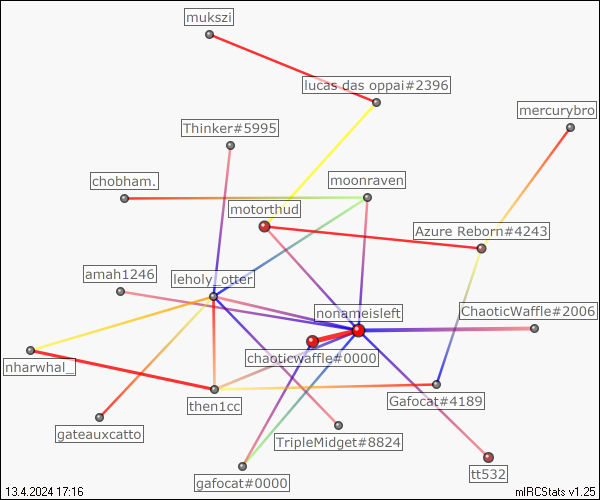 mukszi
lucas das oppai#2396
mercurybro
Thinker#5995
chobham.
moonraven
motorthud
Azure Reborr#4243
amah1246
leholy_otter
nonameisleft
ChaoticWaffle#2006
chaoticwaffle#0000
nharwhal_
then1cc
Gafocat#4189
gateauxcatto
TripleMidget#8824
tt532
gafocat#0000
13.4.2024 17:16
mIRCStats v1.25